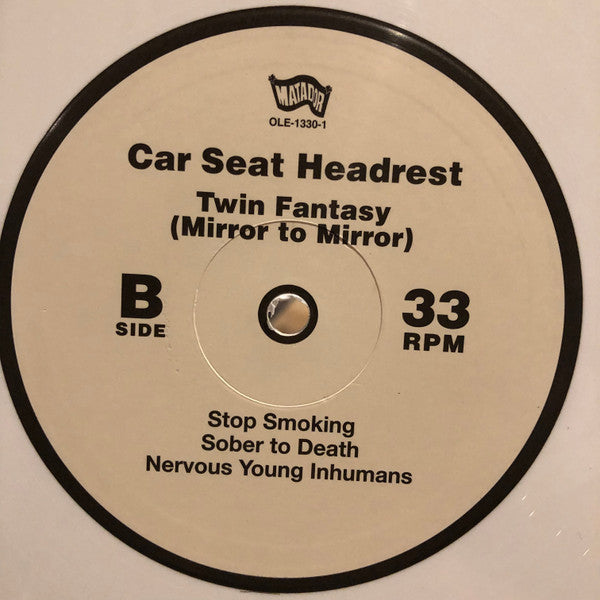 MATADOR
OLE-1330-1
Car Seat Headrest
Twin Fantasy
(Mirror to Mirror)
B
SIDE
33
RPM
Stop Smoking
Sober to Death
Nervous Young Inhumans